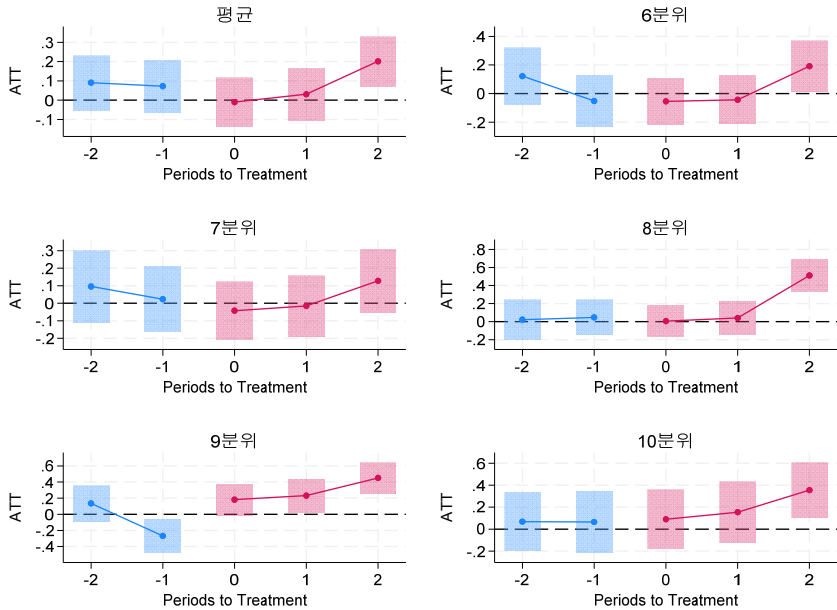 평균
ATT
.3
.2
.1
0
-.1
-2 -1 0 1 2
Periods to Treatment
6분위
ATT
.4
.2
0
-.2
-2 -1 0 1 2
Periods to Treatment
7분위
ATT
.3
.2
.1
0
-.1
-.2
-2 -1 0 1 2
Periods to Treatment
8분위
ATT
.8
.6
.4
.2
0
-.2
-2 -1 0 1 2
Periods to Treatment
9분위
ATT
.6
.4
.2
0
-.2
-.4
-2 -1 0 1 2
Periods to Treatment
10분위
ATT
.6
.4
.2
0
-.2
-2 -1 0 1 2
Periods to Treatment